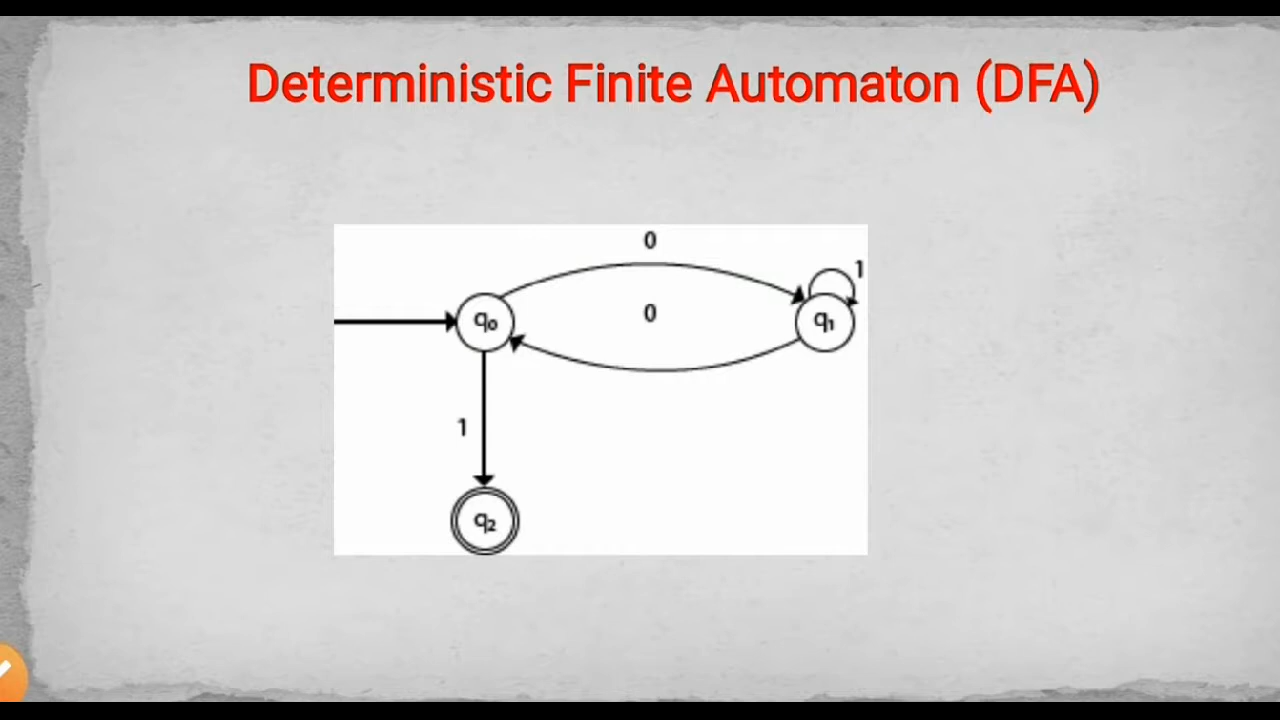 Deterministic Finite Automaton (DFA)
0
1
q₀
0
q₁
1
q₂